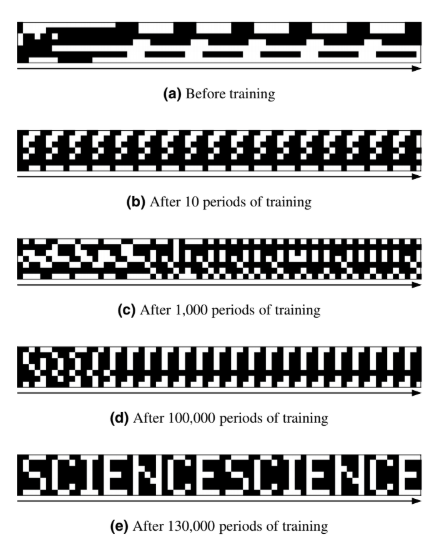 (a) Before training
(b) After 10 periods of training
(c) After 1,000 periods of training
(d) After 100,000 periods of training
SCIENCESCIENCE
(e) After 130,000 periods of training